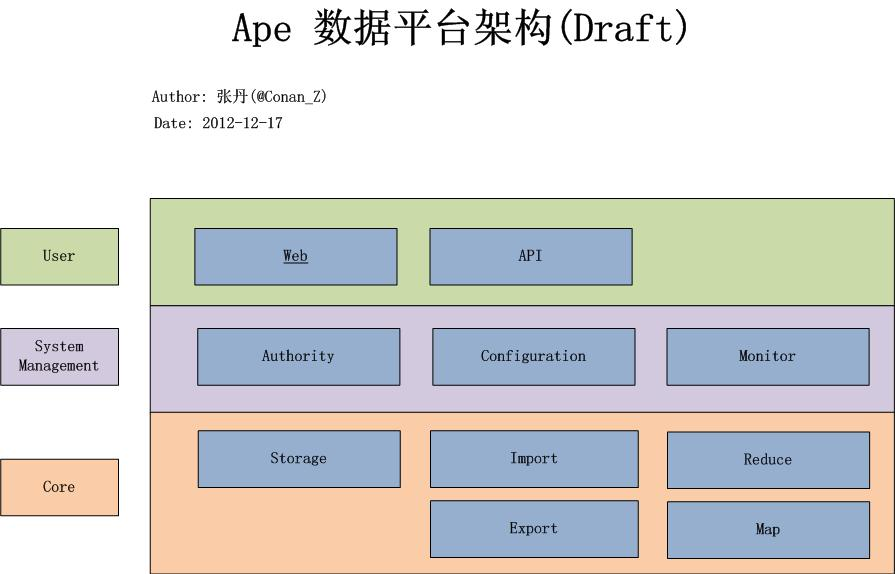 Ape 数据平台架构(Draft)
Author: 张丹(@Conan_Z)
Date: 2012-12-17
User
Web
API
System
Management
Authority
Configuration
Monitor
Core
Storage
Import
Reduce
Export
Map